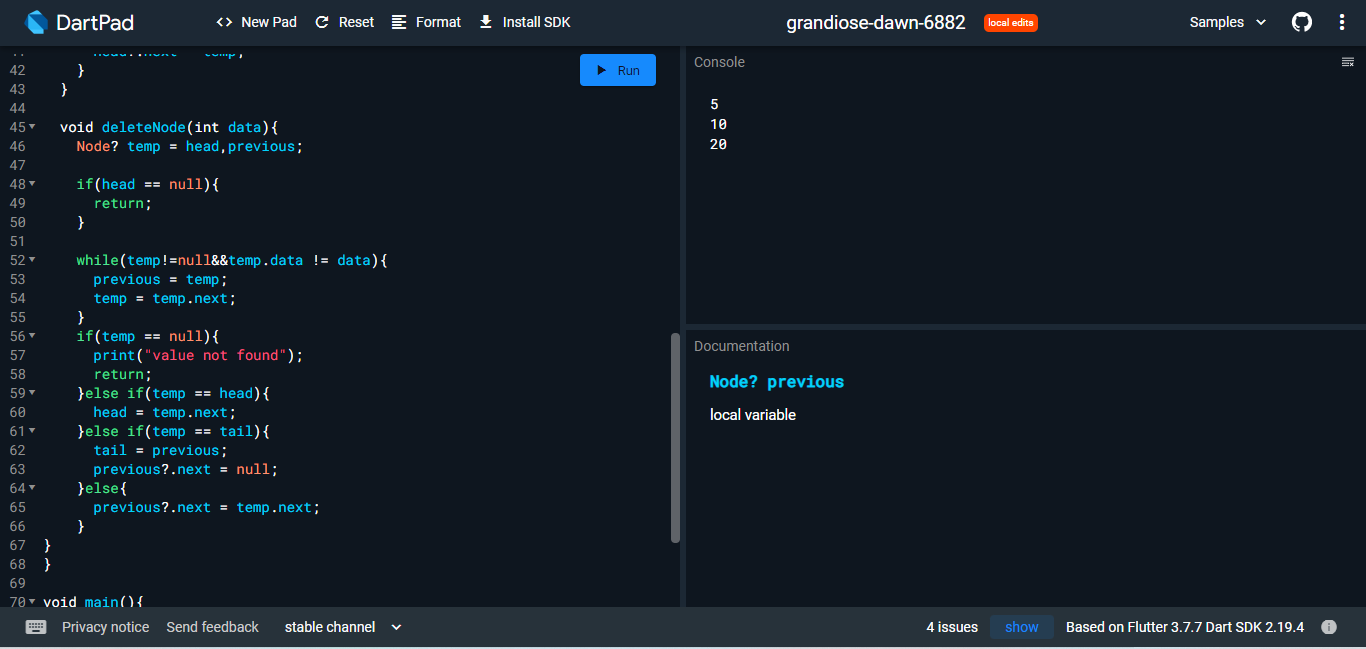 DartPad
<> New Pad
Reset
Format
Install SDK
grandiose-dawn-6882
local edits
Samples
42 }
43 }
44
45 void deleteNode(int data){
46 Node? temp = head,previous;
47
48 if(head == null){
49 return;
50 }
51
52 while(temp!=null&&temp.data != data){
53 previous = temp;
54 temp = temp.next;
55 }
56 if(temp == null){
57 print("value not found");
58 return;
59 }else if(temp == head){
60 head = temp.next;
61 }else if(temp == tail){
62 tail = previous;
63 previous?.next = null;
64 }else{
65 previous?.next = temp.next;
66 }
67 }
68 }
69
70 void main(){
Run
Console
5
10
20
Documentation
Node? previous
local variable
Privacy notice
Send feedback
stable channel
4 issues
show
Based on Flutter 3.7.7 Dart SDK 2.19.4